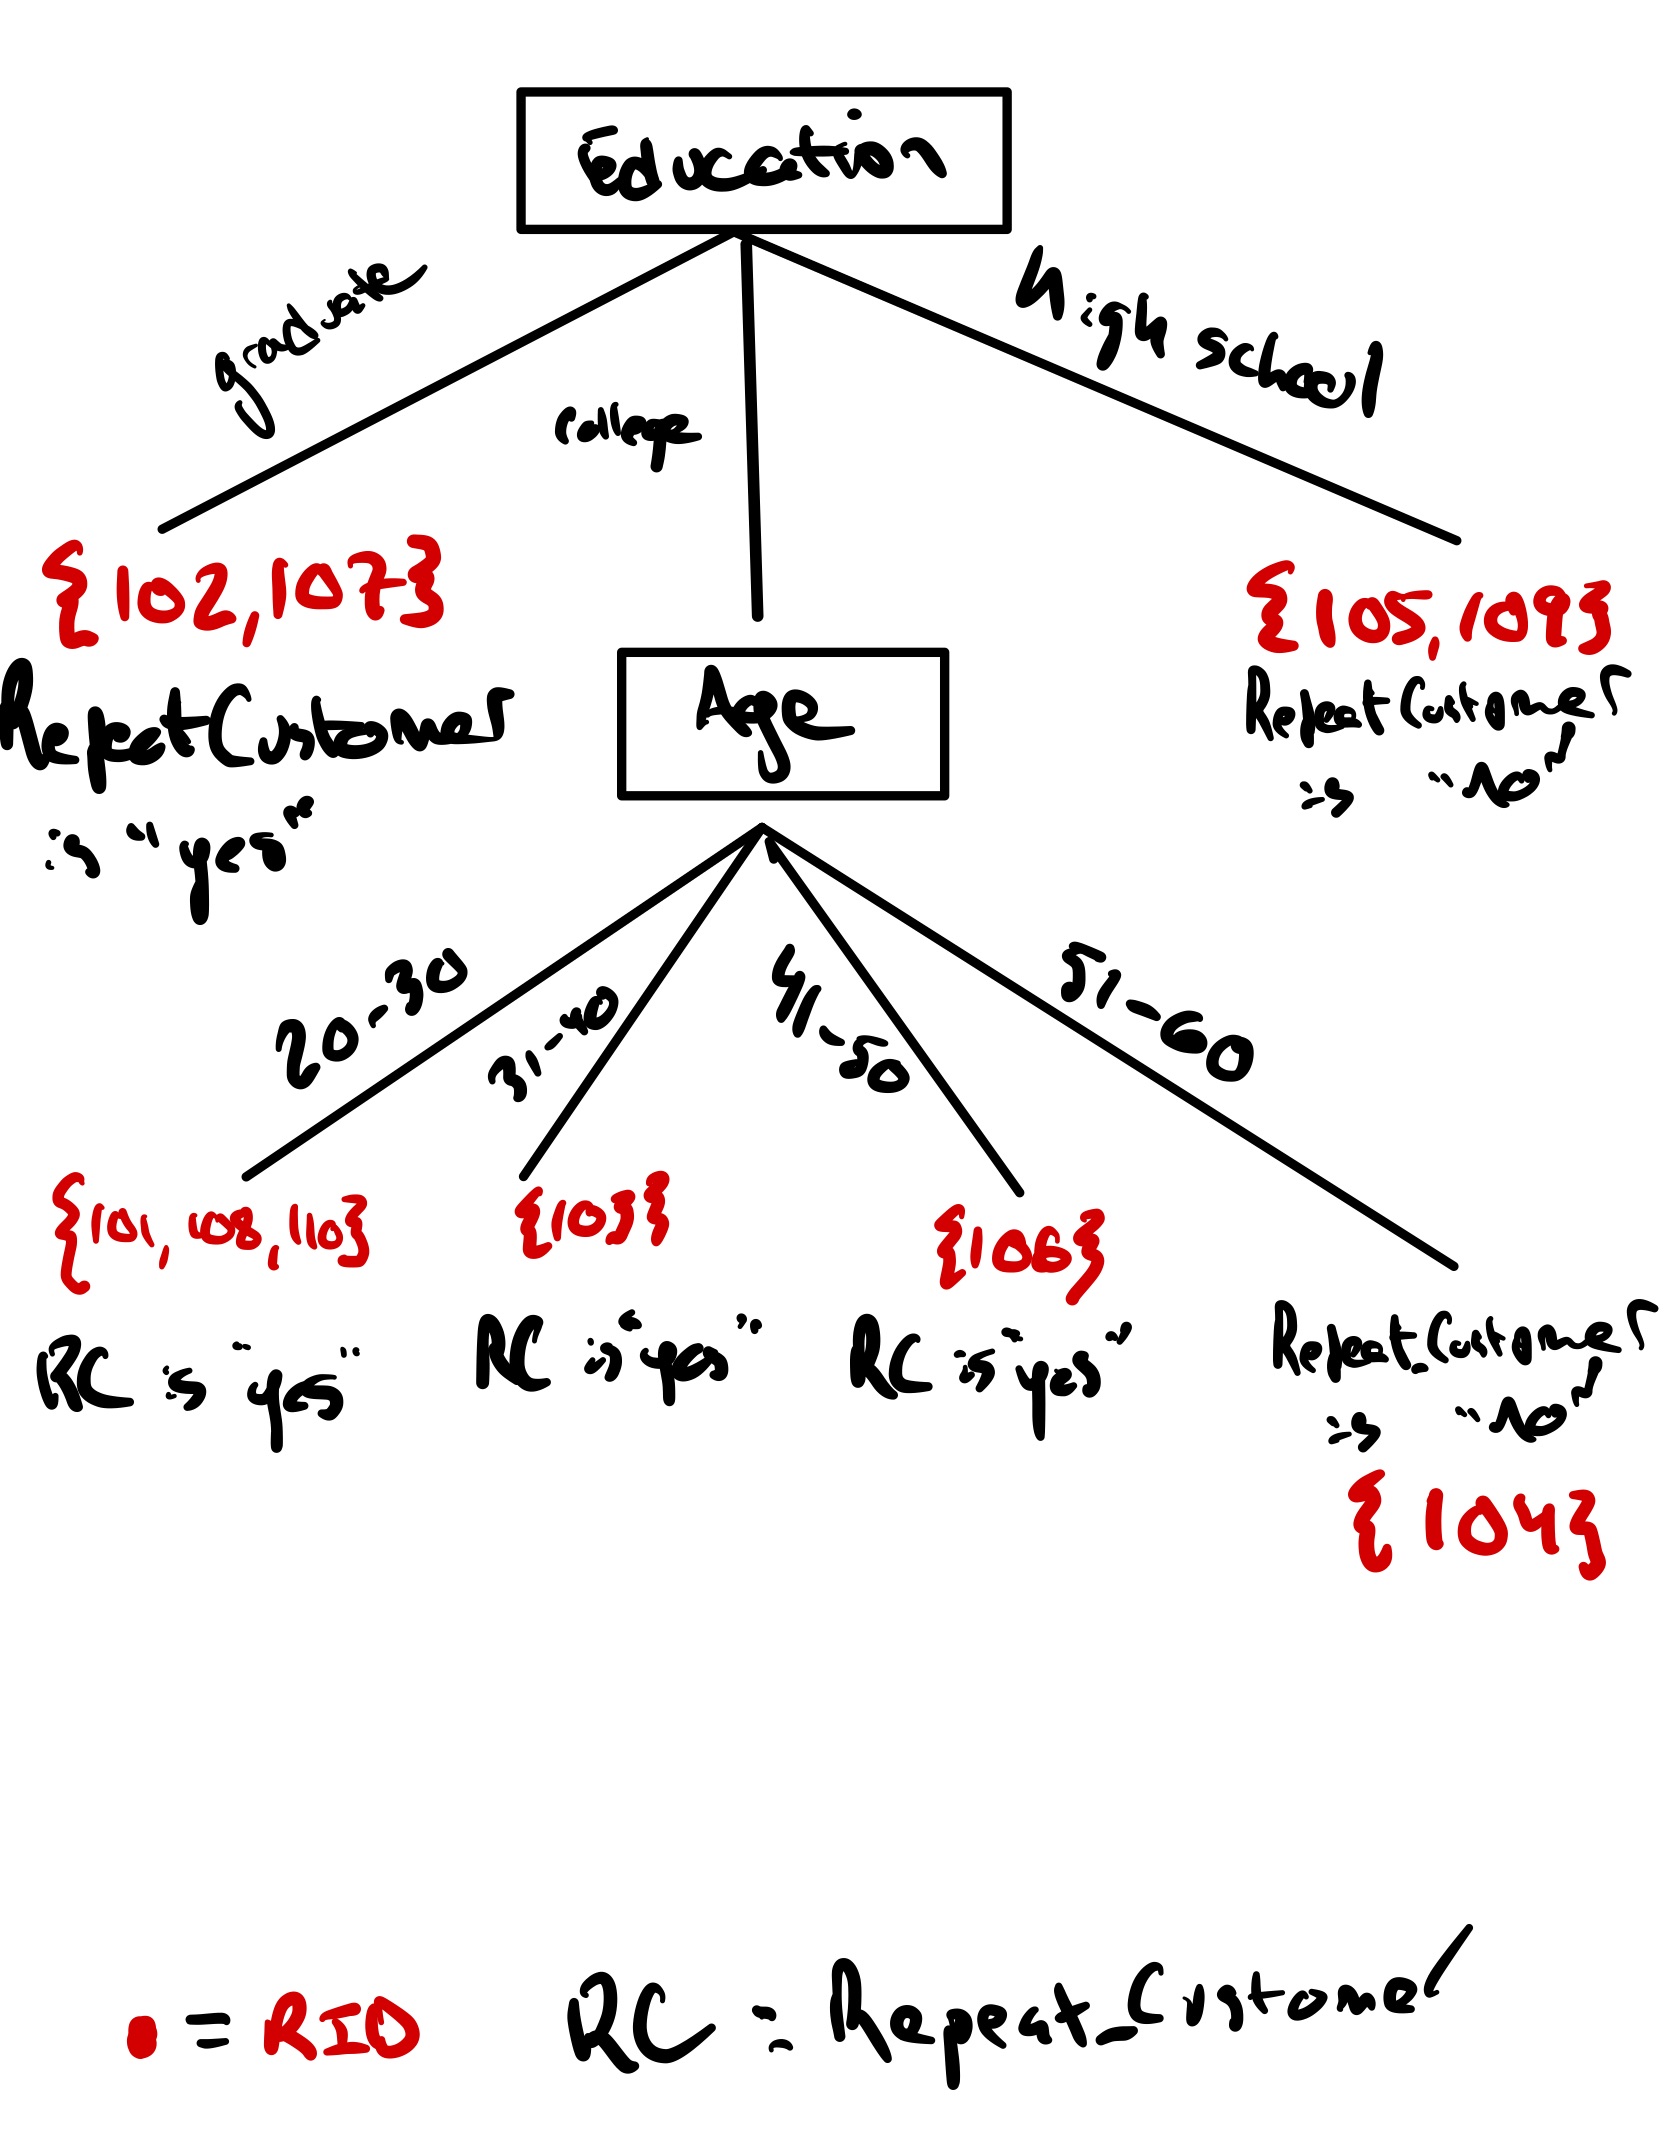 Education
graduate
college
High school
{102,107}
{105,109}
RepeatCustomer
is "yes"
Age
RepeatCustomer
is "No"
20-30
31-40
41-50
51-60
{101,108,110}
{103}
{106}
RC is "yes"
RC is "yes"
RC is "yes"
Repeat_Customer
is "No"
{104}
= RID
RC = Repeat_Customer